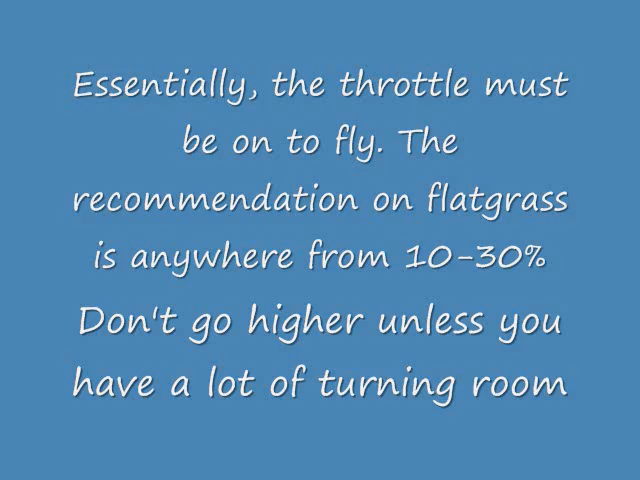 Essentially, the throttle must
be on to fly. The
recommendation on flatgrass
is anywhere from 10-30%
Don't go higher unless you
have a lot of turning room